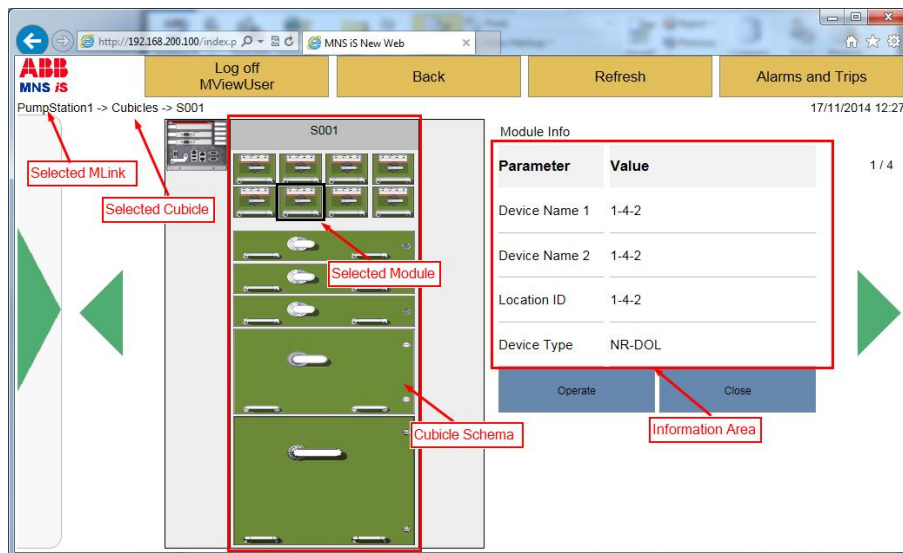 http://192.168.200.100/index.p
MNS iS New Web
ABB
MNS iS
Log off
MViewUser
Back
Refresh
Alarms and Trips
PumpStation1 -> Cubicles -> S001
17/11/2014 12:27
S001
Module Info
Selected MLink
Parameter Value
1 / 4
Selected Cubicle
Device Name 1 1-4-2
Device Name 2 1-4-2
Selected Module
Location ID 1-4-2
Device Type NR-DOL
Operate Close
Cubicle Schema
Information Area